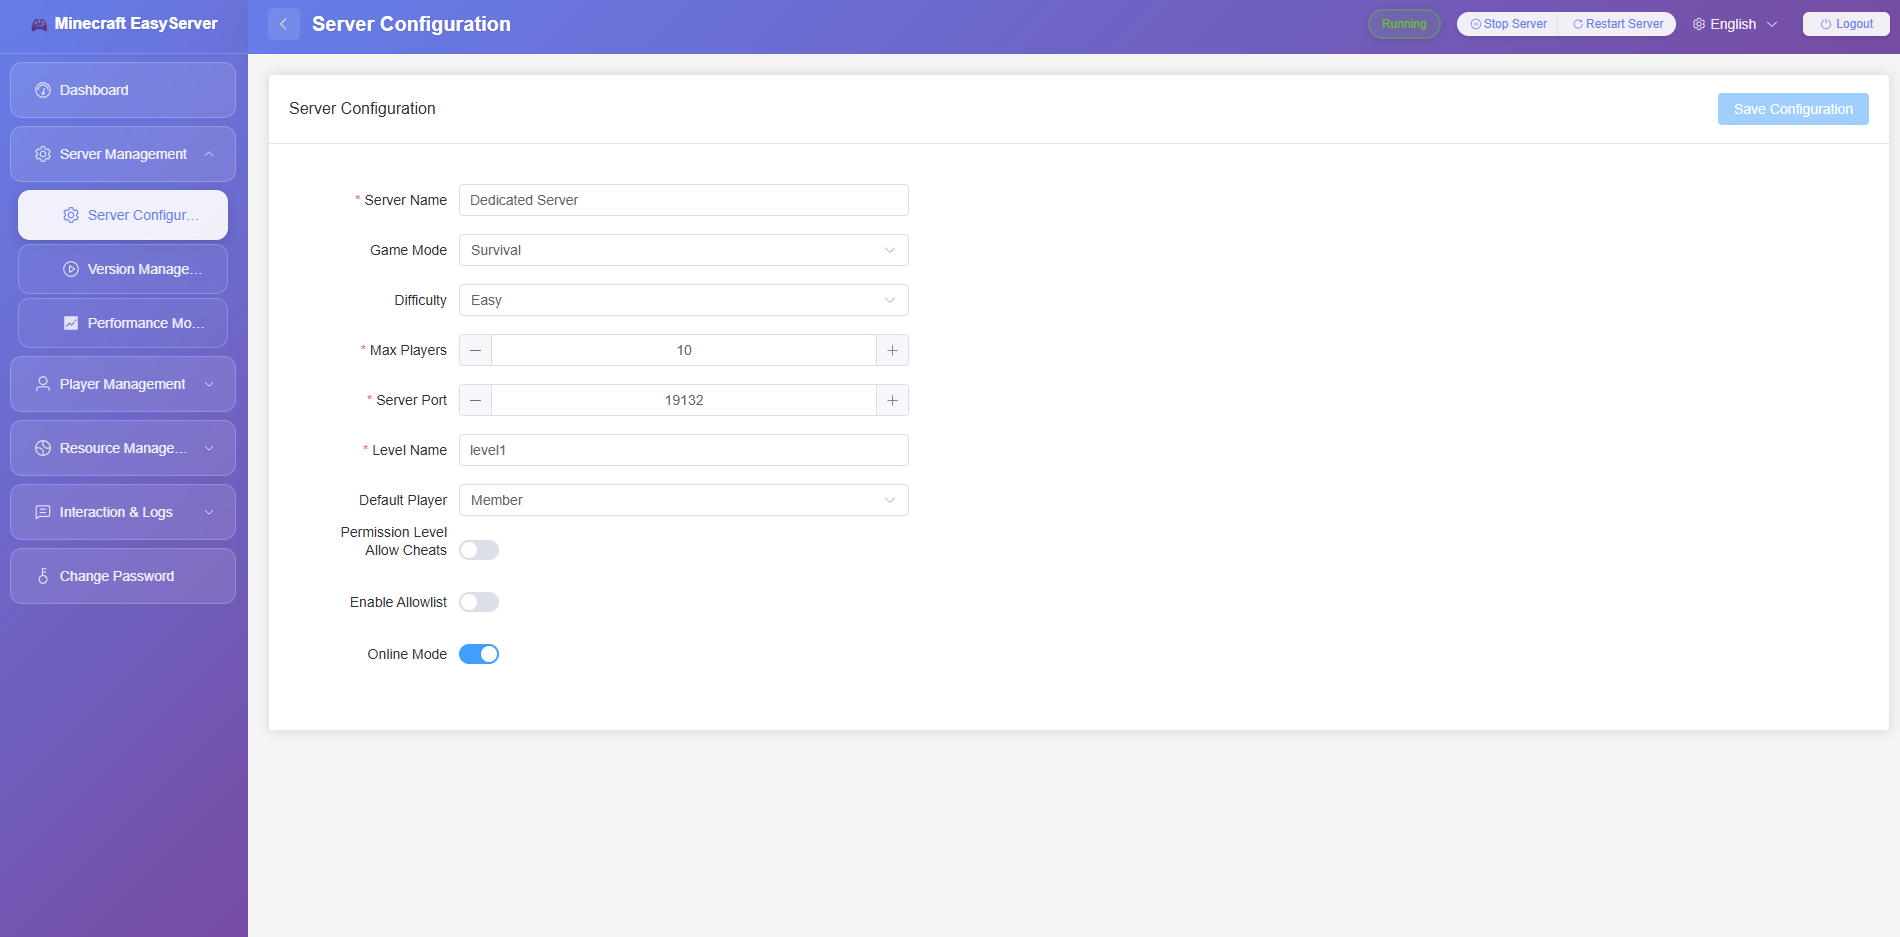 Minecraft EasyServer
Server Configuration
Running
Stop Server
Restart Server
English
Logout
Dashboard
Server Management
Server Configur...
Version Manage...
Performance Mo...
Player Management
Resource Manage...
Interaction & Logs
Change Password
Server Configuration
Save Configuration
* Server Name
Dedicated Server
Game Mode
Survival
Difficulty
Easy
* Max Players
10
* Server Port
19132
* Level Name
level1
Default Player
Permission Level
Member
Allow Cheats
Enable Allowlist
Online Mode